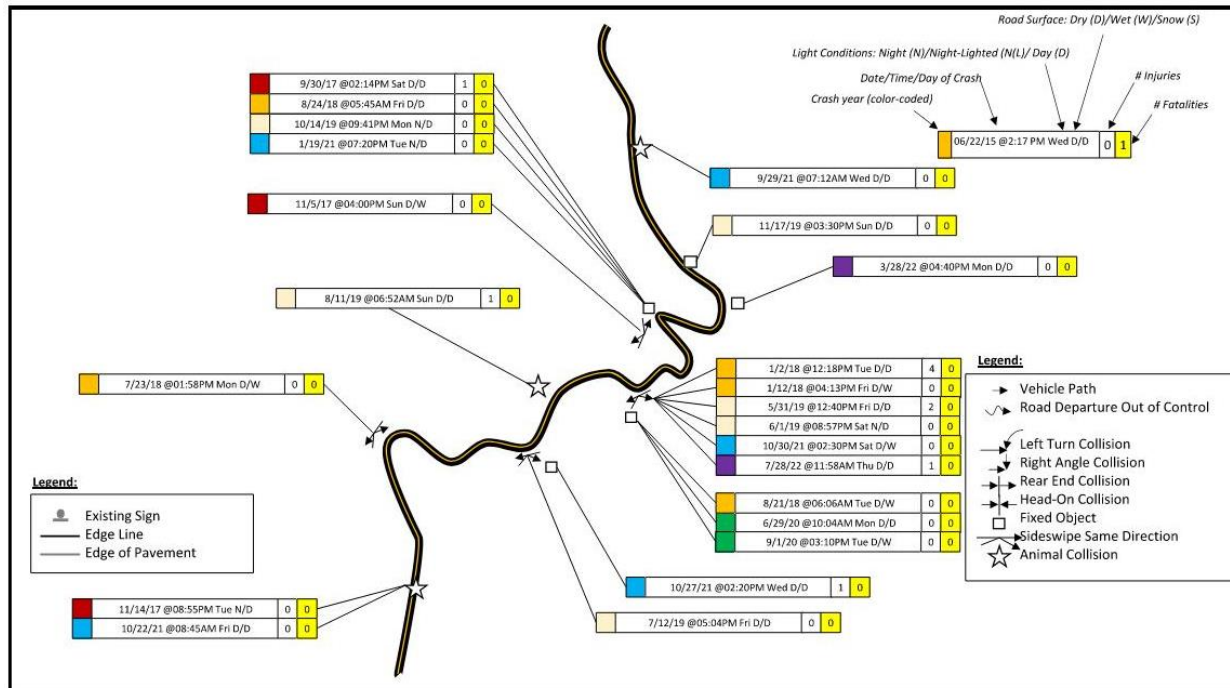 Road Surface: Dry (D)/Wet (W)/Snow (S)
Light Conditions: Night (N)/Night-Lighted (N(L)/ Day (D)
Date/Time/Day of Crash
# Injuries
Crash year (color-coded)
# Fatalities
06/22/15 @2:17 PM Wed D/D 0 1
9/30/17 @02:14PM Sat D/D 1 0
8/24/18 @05:45AM Fri D/D 0 0
10/14/19 @09:41PM Mon N/D 0 0
1/19/21 @07:20PM Tue N/D 0 0
9/29/21 @07:12AM Wed D/D 0 0
11/5/17 @04:00PM Sun D/W 0 0
11/17/19 @03:30PM Sun D/D 0 0
3/28/22 @04:40PM Mon D/D 0 0
8/11/19 @06:52AM Sun D/D 1 0
7/23/18 @01:58PM Mon D/W 0 0
1/2/18 @12:18PM Tue D/D 4 0
1/12/18 @04:13PM Fri D/W 0 0
5/31/19 @12:40PM Fri D/D 2 0
6/1/19 @08:57PM Sat N/D 0 0
10/30/21 @02:30PM Sat D/W 0 0
7/28/22 @11:58AM Thu D/D 1 0
8/21/18 @06:06AM Tue D/W 0 0
6/29/20 @10:04AM Mon D/D 0 0
9/1/20 @03:10PM Tue D/W 0 0
Legend:
Vehicle Path
Road Departure Out of Control
Left Turn Collision
Right Angle Collision
Rear End Collision
Head-On Collision
Fixed Object
Sideswipe Same Direction
Animal Collision
Legend:
Existing Sign
Edge Line
Edge of Pavement
10/27/21 @02:20PM Wed D/D 1 0
11/14/17 @08:55PM Tue N/D 0 0
10/22/21 @08:45AM Fri D/D 0 0
7/12/19 @05:04PM Fri D/D 0 0